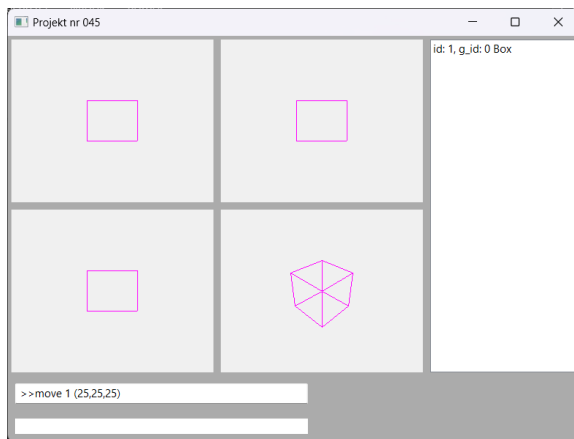 Projekt nr 045
id: 1, g_id: 0 Box
>>move 1 (25,25,25)